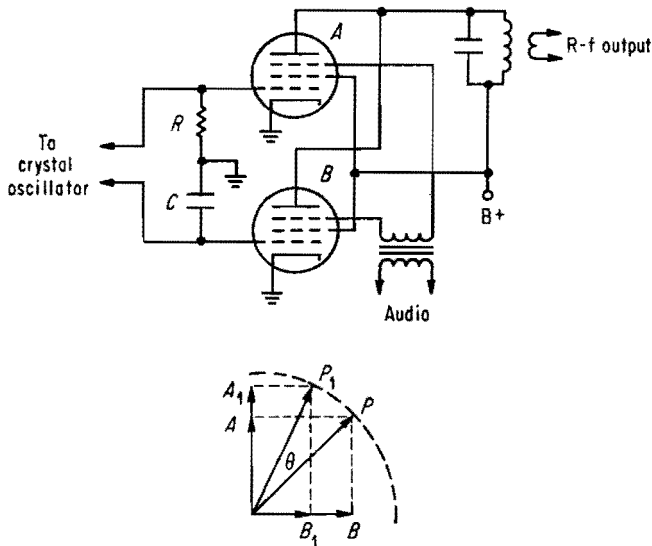 A
R-f output
R
To
crystal
oscillator
C
B
B+
Audio
A₁
P₁
A
P
θ
B₁
B